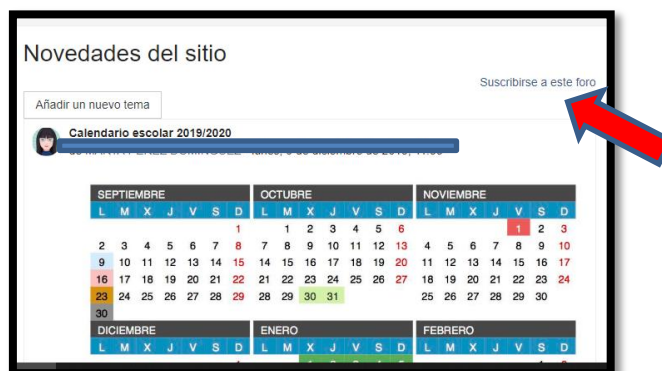 Novedades del sitio
Suscribirse a este foro
Añadir un nuevo tema
Calendario escolar 2019/2020
SEPTIEMBRE OCTUBRE NOVIEMBRE
L M X J V S D L M X J V S D L M X J V S D
1 1 2 3 4 5 6 1 2 3
2 3 4 5 6 7 8 7 8 9 10 11 12 13 4 5 6 7 8 9 10
9 10 11 12 13 14 15 14 15 16 17 18 19 20 11 12 13 14 15 16 17
16 17 18 19 20 21 22 21 22 23 24 25 26 27 18 19 20 21 22 23 24
23 24 25 26 27 28 29 28 29 30 31 25 26 27 28 29 30
30
DICIEMBRE ENERO FEBRERO
L M X J V S D L M X J V S D L M X J V S D